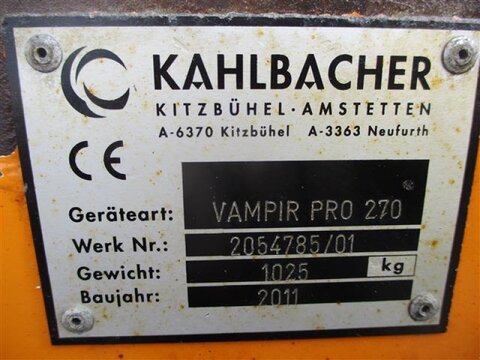 KAHLBACHER
KITZBÜHEL · AMSTETTEN
A-6370 Kitzbühel A-3363 Neufurth
CE
Geräteart: VAMPIR PRO 270
Werk Nr.: 2054785/01
Gewicht: 1025 kg
Baujahr: 2011